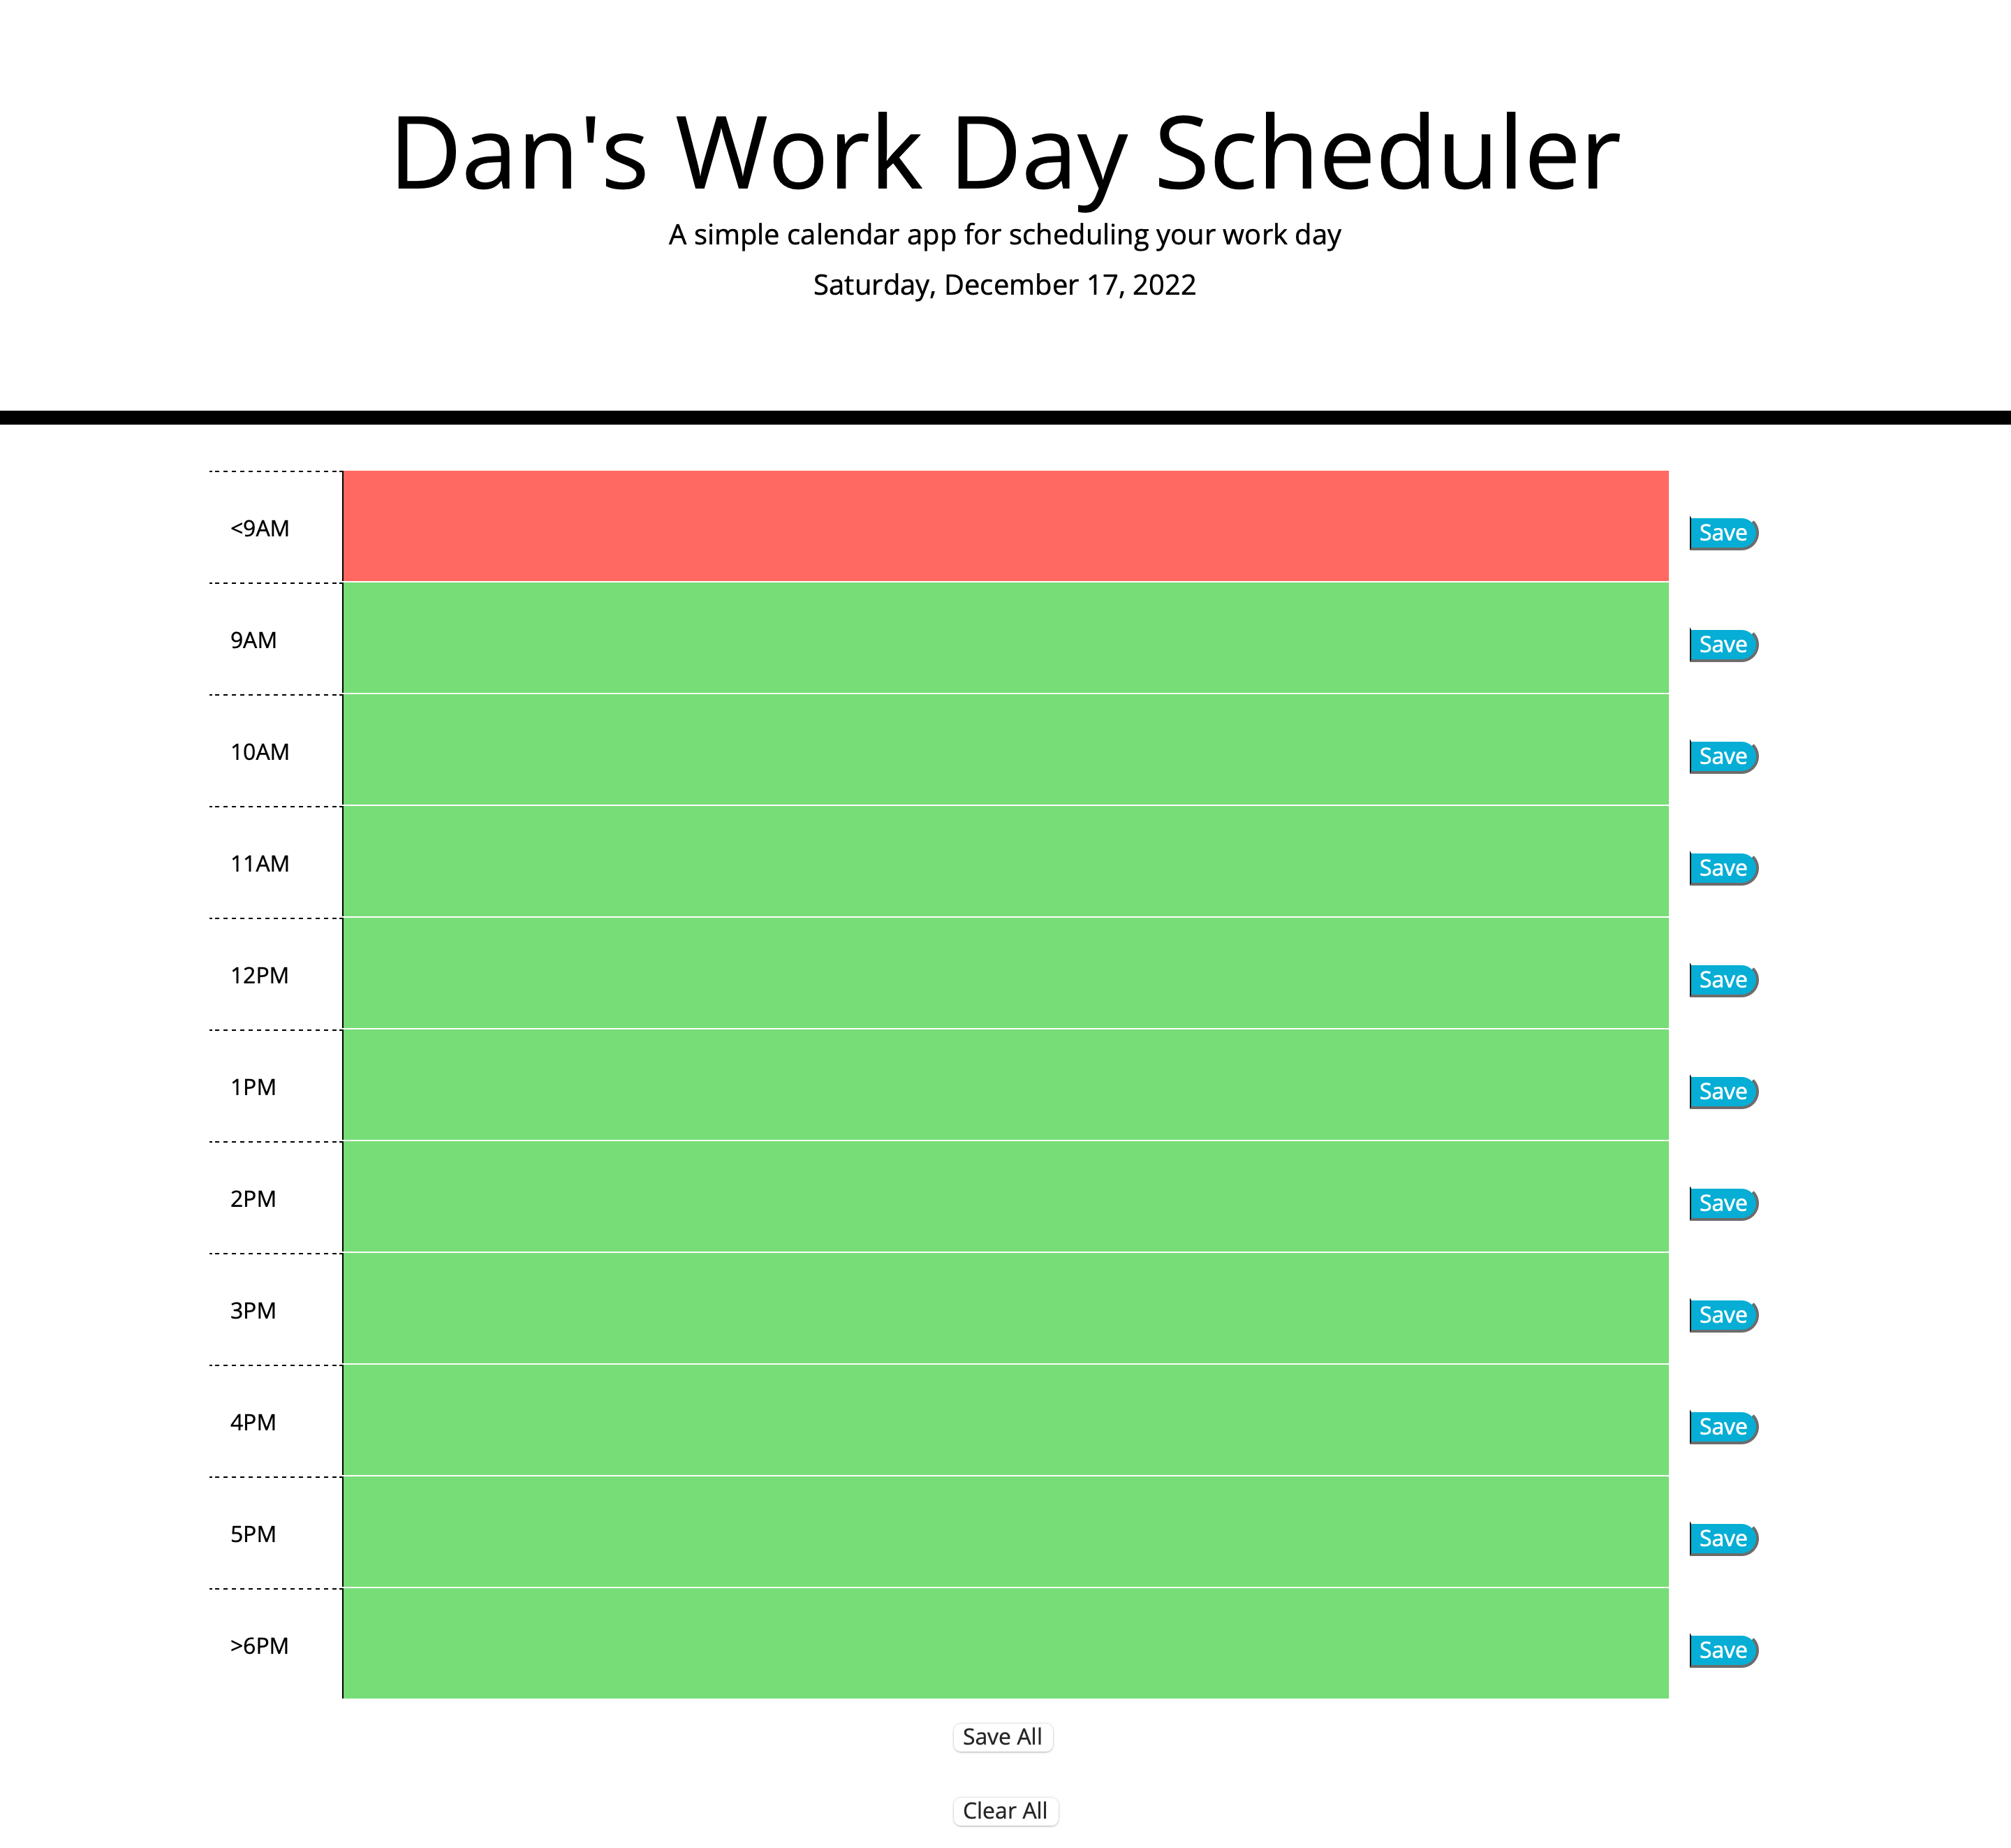 Dan's Work Day Scheduler
A simple calendar app for scheduling your work day
Saturday, December 17, 2022
<9AM Save
9AM Save
10AM Save
11AM Save
12PM Save
1PM Save
2PM Save
3PM Save
4PM Save
5PM Save
>6PM Save
Save All
Clear All